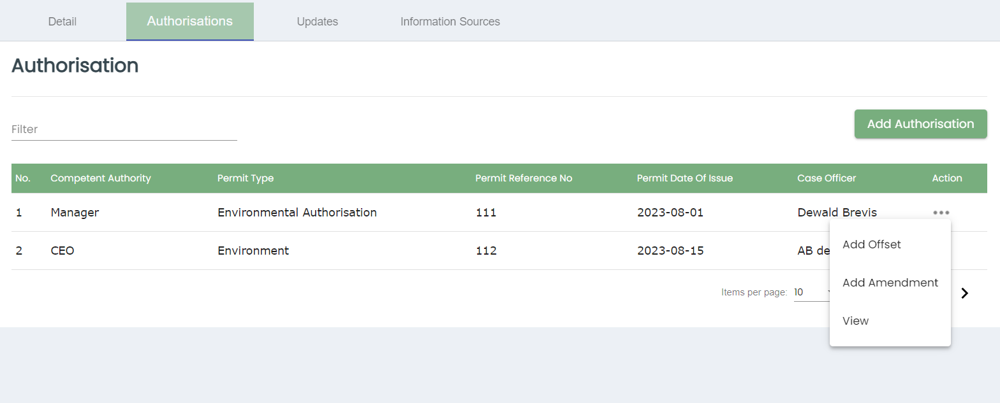 Detail Authorisations Updates Information Sources
Authorisation
Filter
Add Authorisation
No. Competent Authority Permit Type Permit Reference No Permit Date Of Issue Case Officer Action
1 Manager Environmental Authorisation 111 2023-08-01 Dewald Brevis
2 CEO Environment 112 2023-08-15 AB de
Add Offset
Add Amendment
View
Items per page: 10